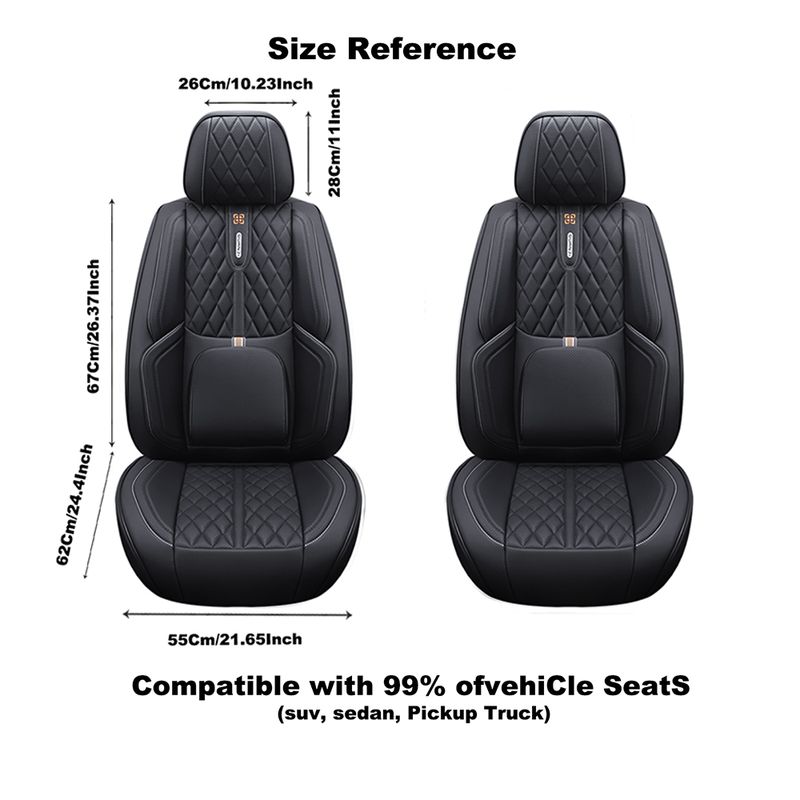 Size Reference
26Cm/10.23Inch
28Cm/11Inch
67Cm/26.37Inch
62Cm/24.4Inch
55Cm/21.65Inch
Compatible with 99% ofvehiCle SeatS
(suv, sedan, Pickup Truck)